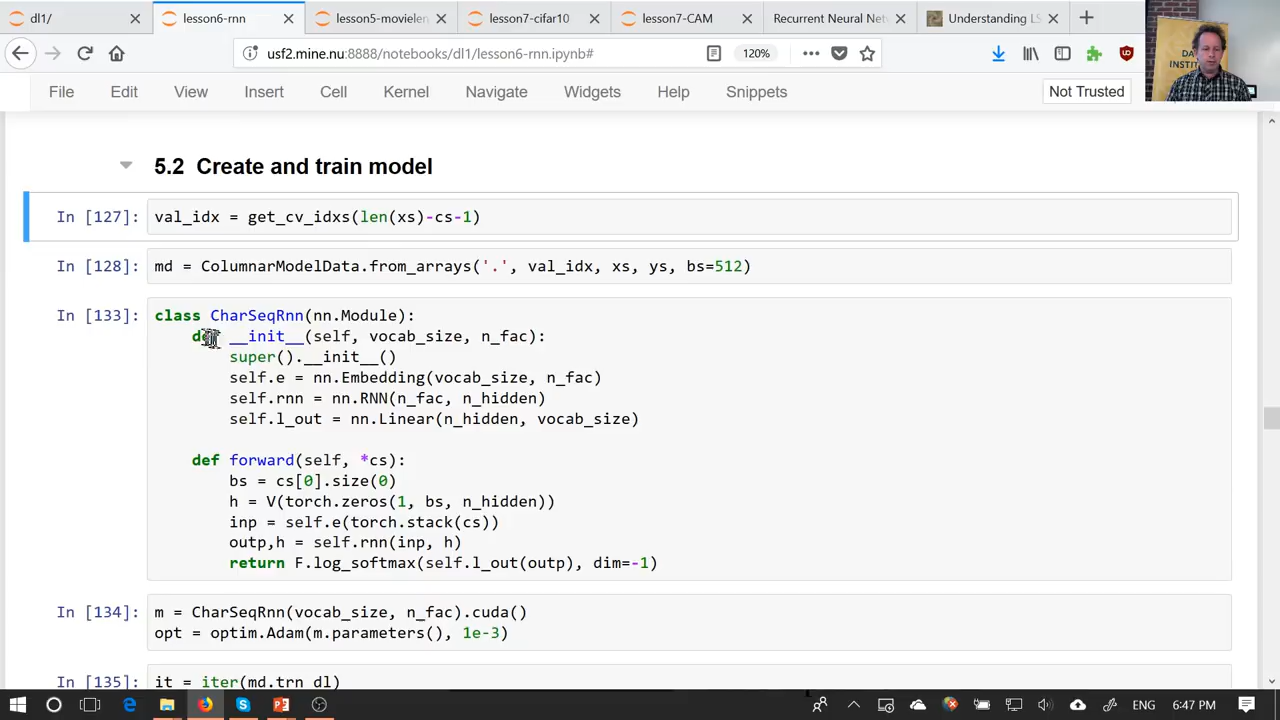 dl1/
lesson6-rnn
lesson5-movielen
lesson7-cifar10
lesson7-CAM
Recurrent Neural Net
Understanding LS
usf2.mine.nu:8888/notebooks/dl1/lesson6-rnn.ipynb#
120%
File Edit View Insert Cell Kernel Navigate Widgets Help Snippets
Not Trusted
5.2 Create and train model
In [127]: val_idx = get_cv_idxs(len(xs)-cs-1)
In [128]: md = ColumnarModelData.from_arrays('.', val_idx, xs, ys, bs=512)
In [133]: class CharSeqRnn(nn.Module):
def __init__(self, vocab_size, n_fac):
super().__init__()
self.e = nn.Embedding(vocab_size, n_fac)
self.rnn = nn.RNN(n_fac, n_hidden)
self.l_out = nn.Linear(n_hidden, vocab_size)
def forward(self, *cs):
bs = cs[0].size(0)
h = V(torch.zeros(1, bs, n_hidden))
inp = self.e(torch.stack(cs))
outp,h = self.rnn(inp, h)
return F.log_softmax(self.l_out(outp), dim=-1)
In [134]: m = CharSeqRnn(vocab_size, n_fac).cuda()
opt = optim.Adam(m.parameters(), 1e-3)
In [135]: it = iter(md.trn_dl)
ENG
6:47 PM